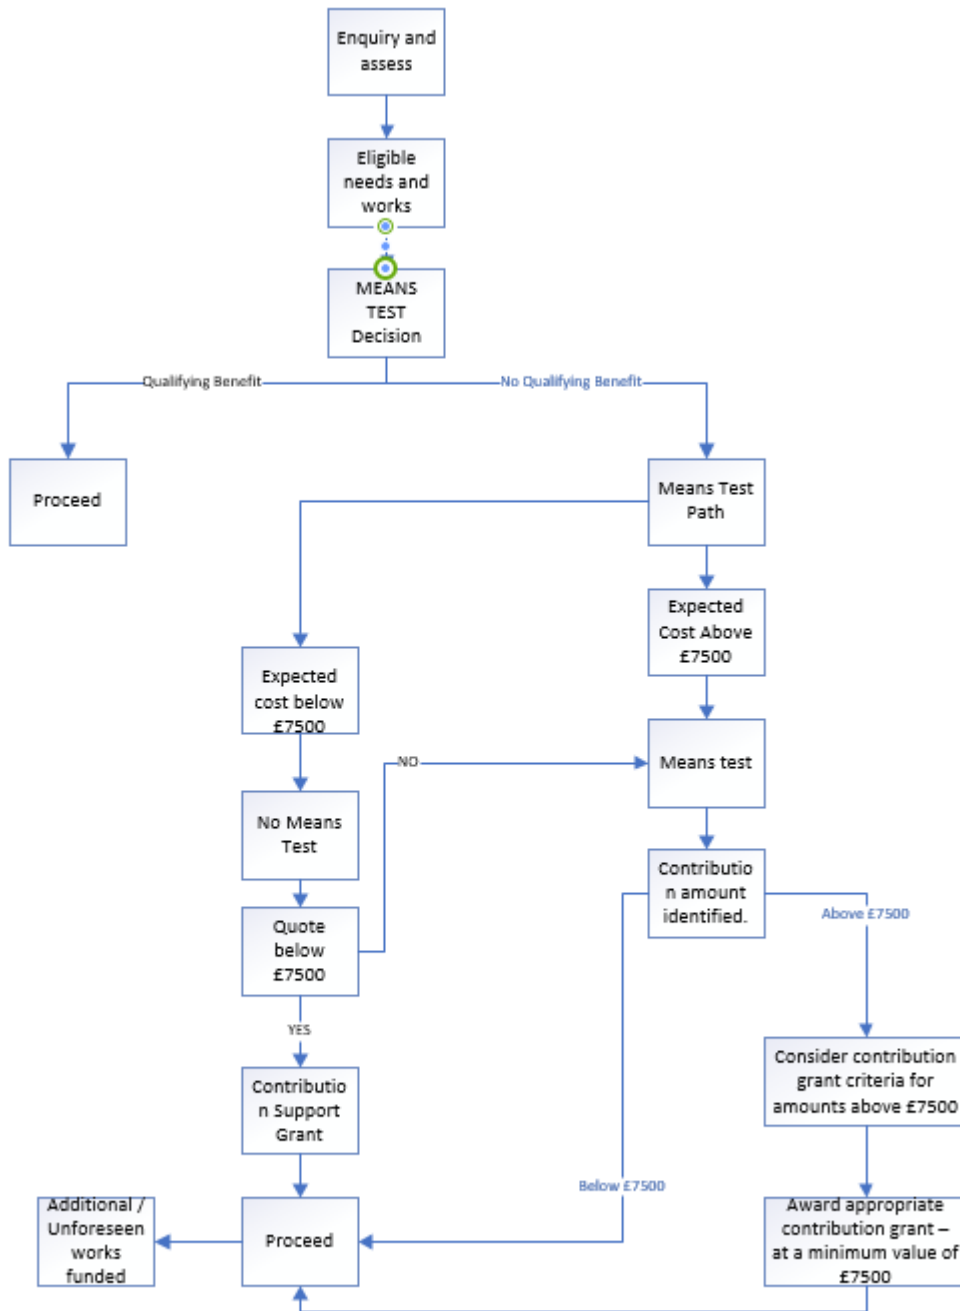 Enquiry and
assess
Eligible
needs and
works
MEANS
TEST
Decision
Qualifying Benefit
No Qualifying Benefit
Proceed
Means Test
Path
Expected
Cost Above
£7500
Expected
cost below
£7500
NO
Means test
No Means
Test
Contributio
n amount
identified.
Above £7500
Quote
below
£7500
YES
Consider contribution
grant criteria for
amounts above £7500
Contributio
n Support
Grant
Below £7500
Additional /
Unforeseen
works
funded
Proceed
Award appropriate
contribution grant –
at a minimum value of
£7500